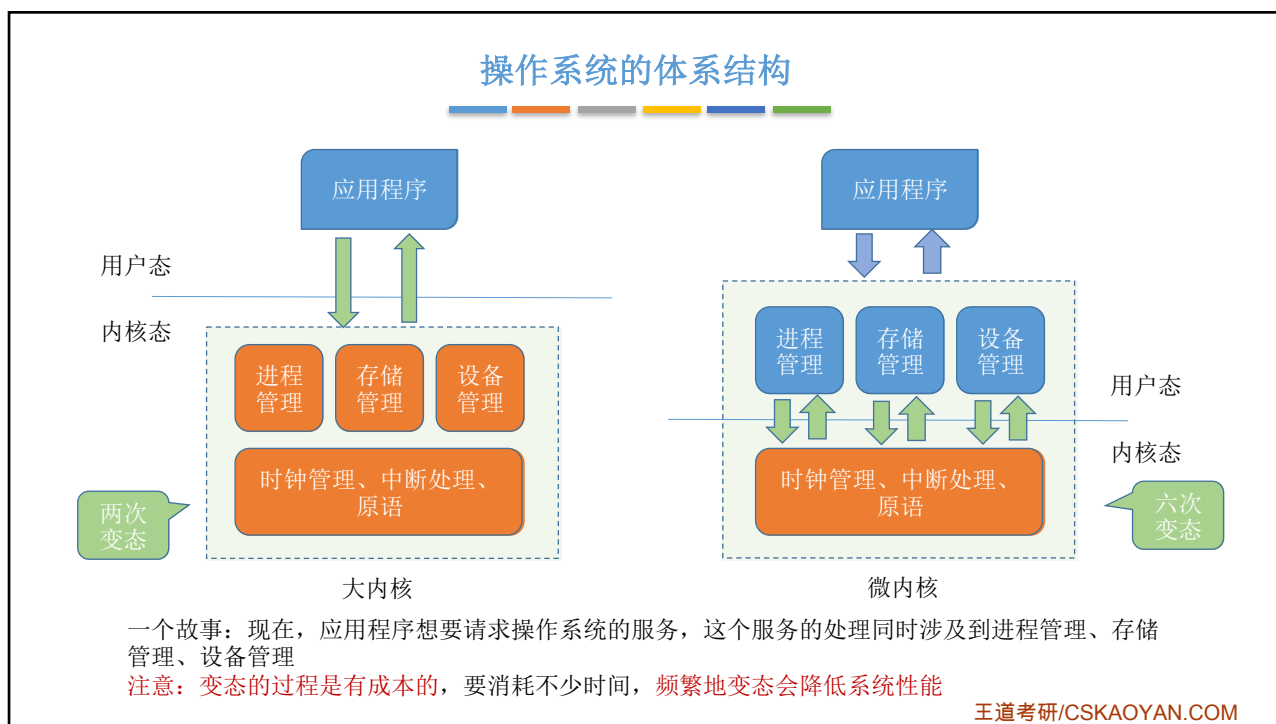 操作系统的体系结构
应用程序
用户态
内核态
进程
管理
存储
管理
设备
管理
时钟管理、中断处理、
原语
两次
变态
大内核
应用程序
进程
管理
存储
管理
设备
管理
用户态
内核态
时钟管理、中断处理、
原语
六次
变态
微内核
一个故事：现在，应用程序想要请求操作系统的服务，这个服务的处理同时涉及到进程管理、存储
管理、设备管理
注意：变态的过程是有成本的，要消耗不少时间，频繁地变态会降低系统性能
王道考研/CSKAOYAN.COM